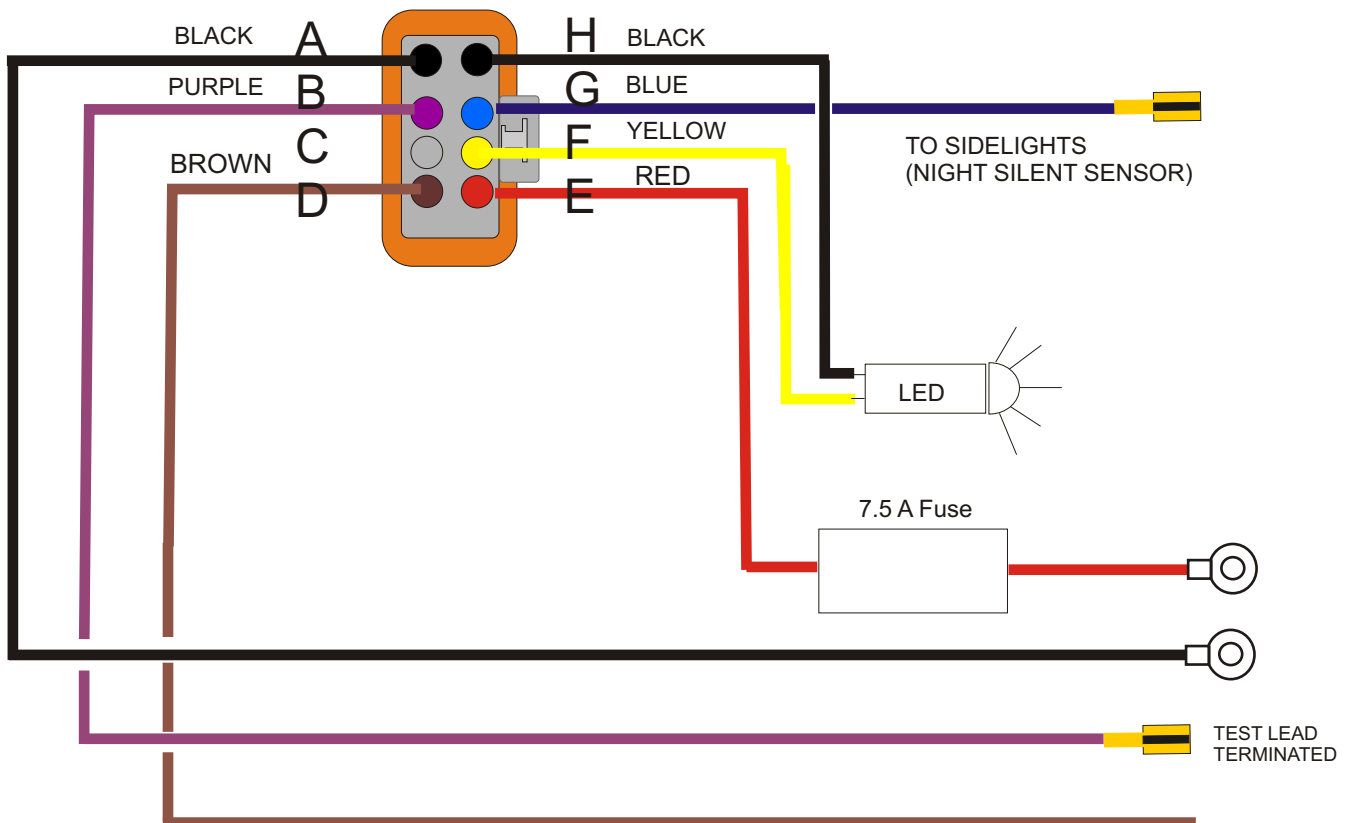 BLACK A
H BLACK
PURPLE B
G BLUE
C
F YELLOW
BROWN
RED
D
E
TO SIDELIGHTS
(NIGHT SILENT SENSOR)
LED
7.5 A Fuse
TEST LEAD
TERMINATED